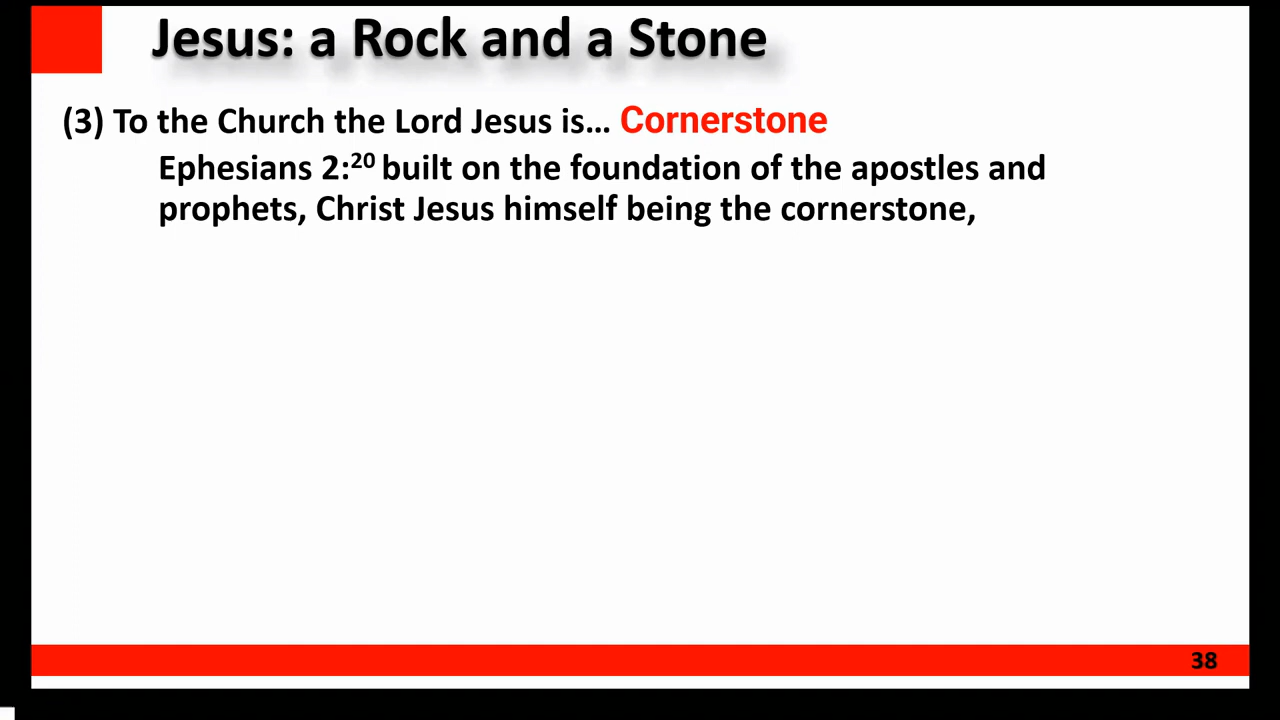 Jesus: a Rock and a Stone
(3) To the Church the Lord Jesus is... Cornerstone
Ephesians 2:20 built on the foundation of the apostles and
prophets, Christ Jesus himself being the cornerstone,
38